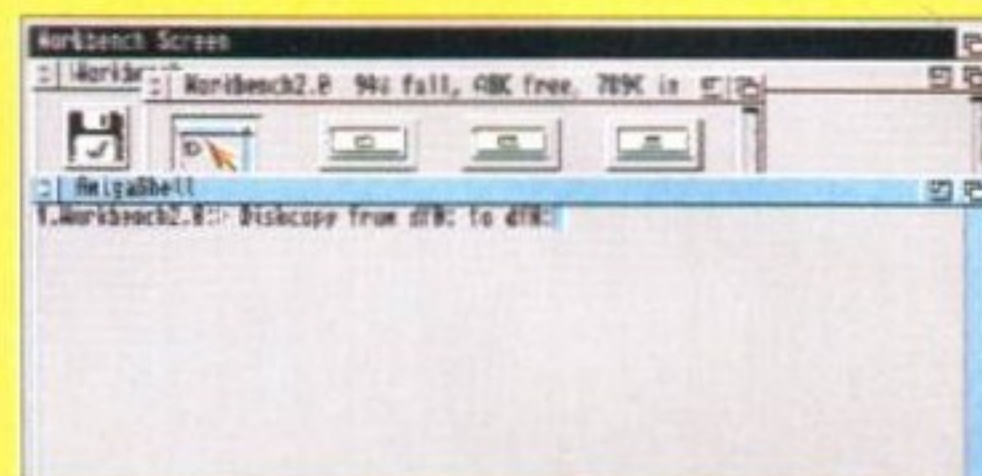 Workbench Screen
Workbench
Workbench2.0 94% full, 48K free, 789K in
AmigaShell
1.Workbench2.0:> Diskcopy from df0: to df0: